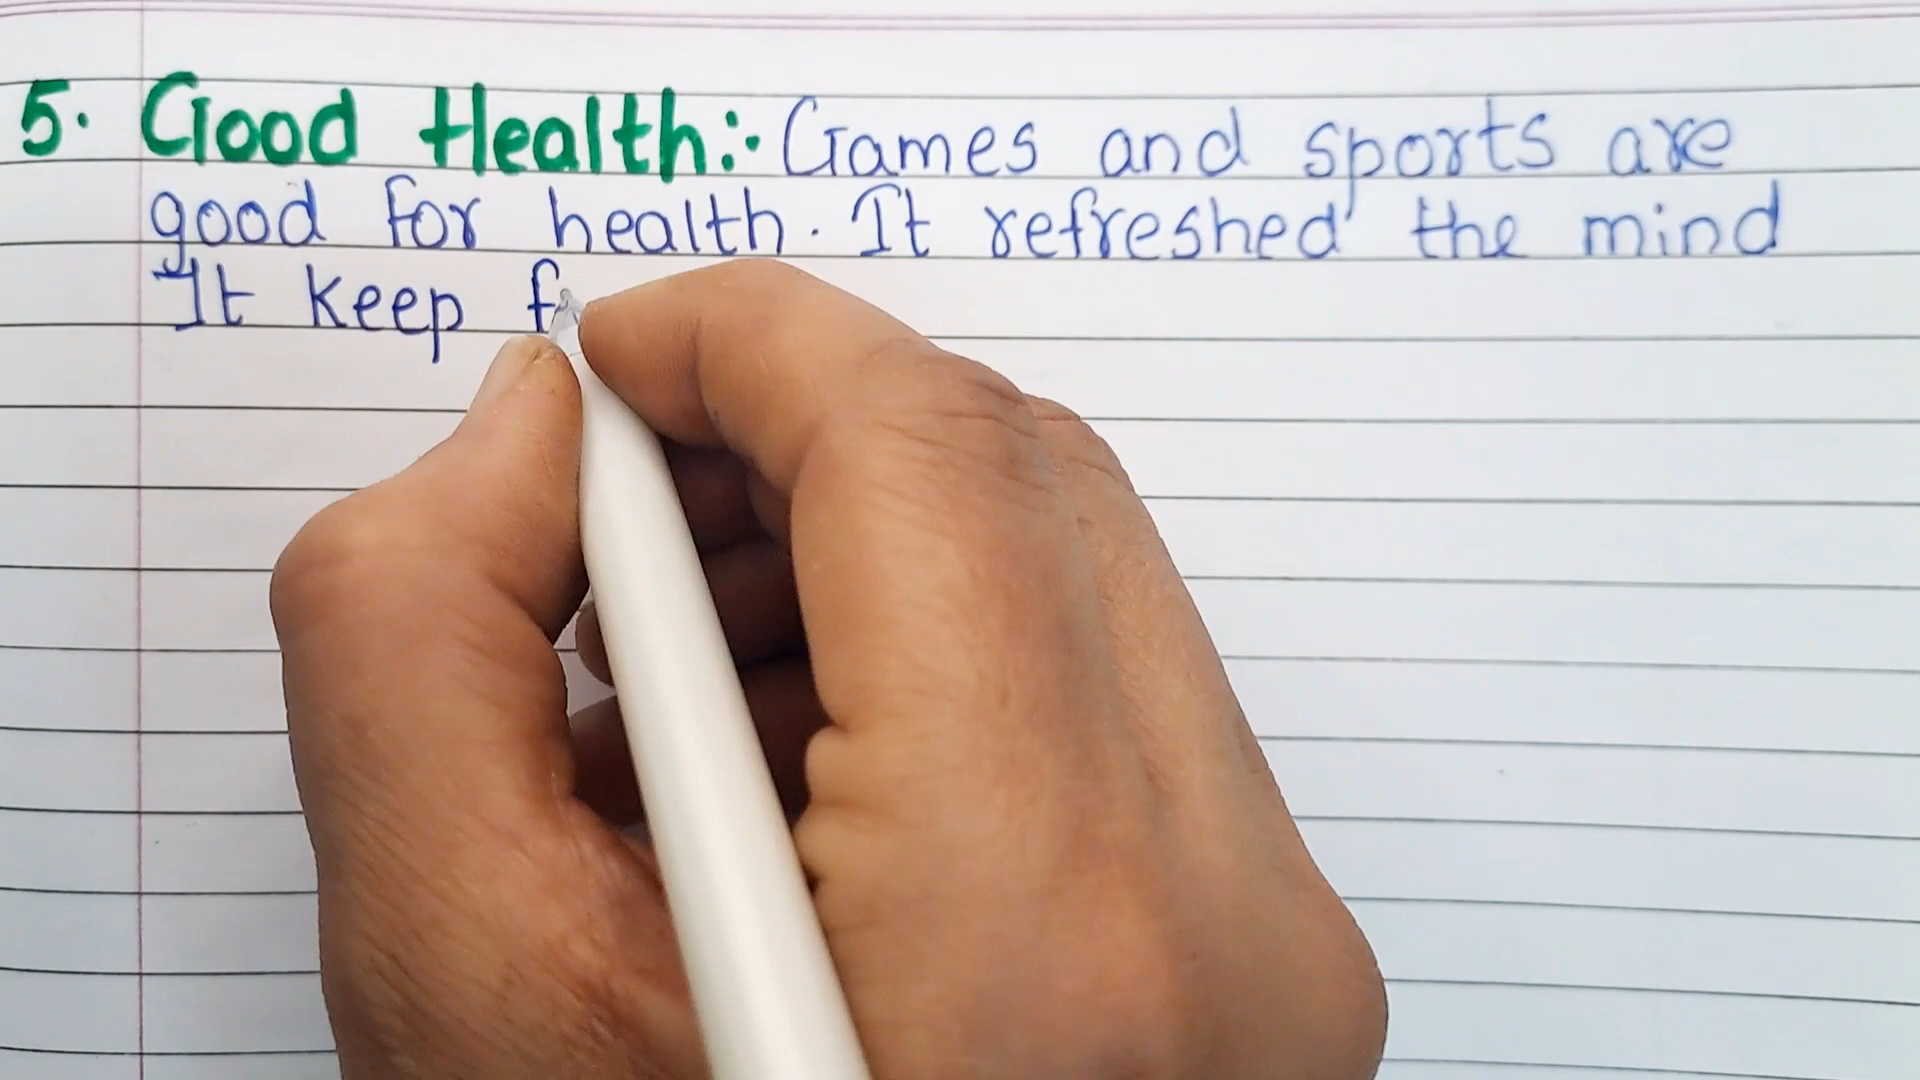 5. Good Health:- Games and sports are
good for health. It refreshed the mind
It keep